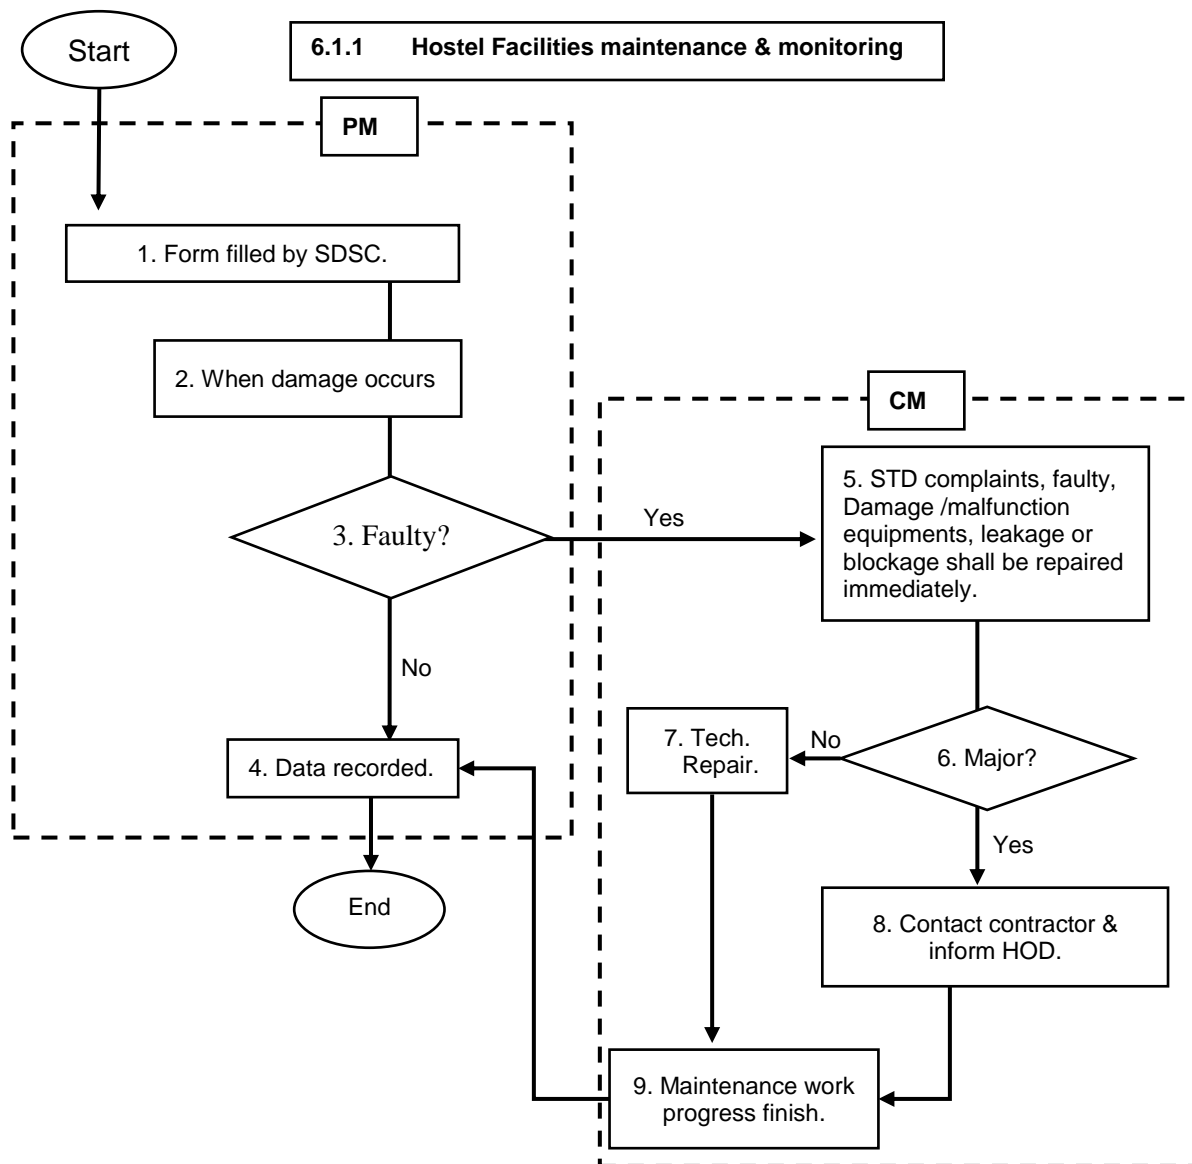 Start
6.1.1 Hostel Facilities maintenance & monitoring
PM
1. Form filled by SDSC.
2. When damage occurs
3. Faulty?
Yes
No
4. Data recorded.
End
CM
5. STD complaints, faulty,
Damage /malfunction
equipments, leakage or
blockage shall be repaired
immediately.
6. Major?
No
7. Tech.
Repair.
Yes
8. Contact contractor &
inform HOD.
9. Maintenance work
progress finish.